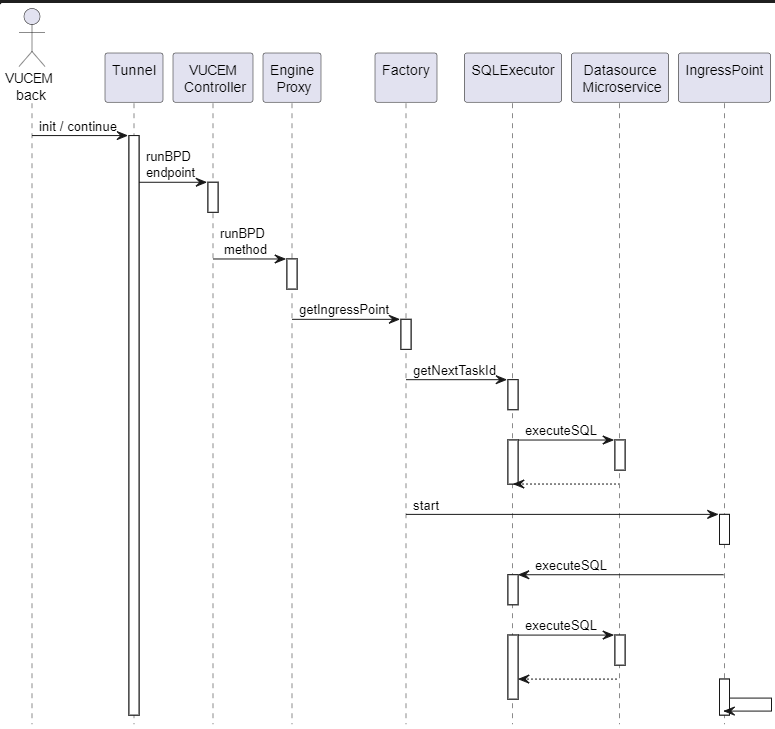 VUCEM
back
Tunnel
VUCEM
Controller
Engine
Proxy
Factory
SQLExecutor
Datasource
Microservice
IngressPoint
init / continue
runBPD
endpoint
runBPD
method
getIngressPoint
getNextTaskId
executeSQL
start
executeSQL
executeSQL